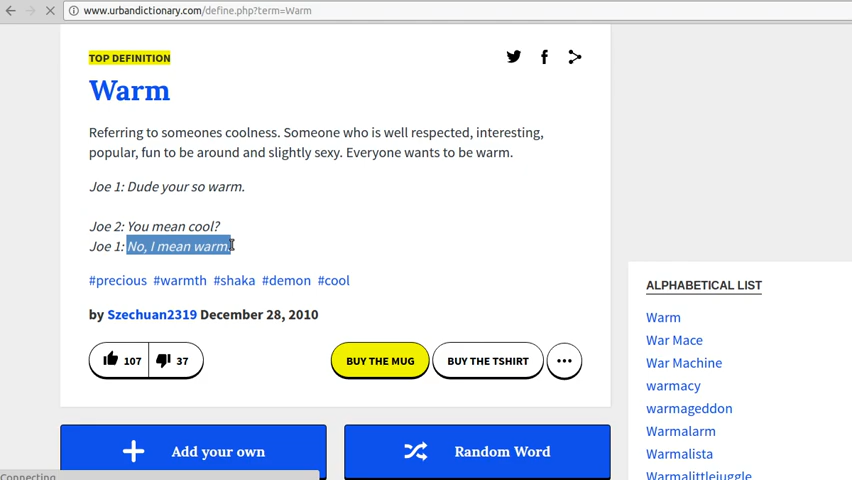 www.urbandictionary.com/define.php?term=Warm
TOP DEFINITION
Warm
Referring to someones coolness. Someone who is well respected, interesting,
popular, fun to be around and slightly sexy. Everyone wants to be warm.
Joe 1: Dude your so warm.
Joe 2: You mean cool?
Joe 1: No, I mean warm.
#precious #warmth #shaka #demon #cool
by Szechuan2319 December 28, 2010
107 37
BUY THE MUG
BUY THE TSHIRT
Add your own
Random Word
ALPHABETICAL LIST
Warm
War Mace
War Machine
warmacy
warmageddon
Warmalarm
Warmalista
Warmalittlejuggle
Connecting